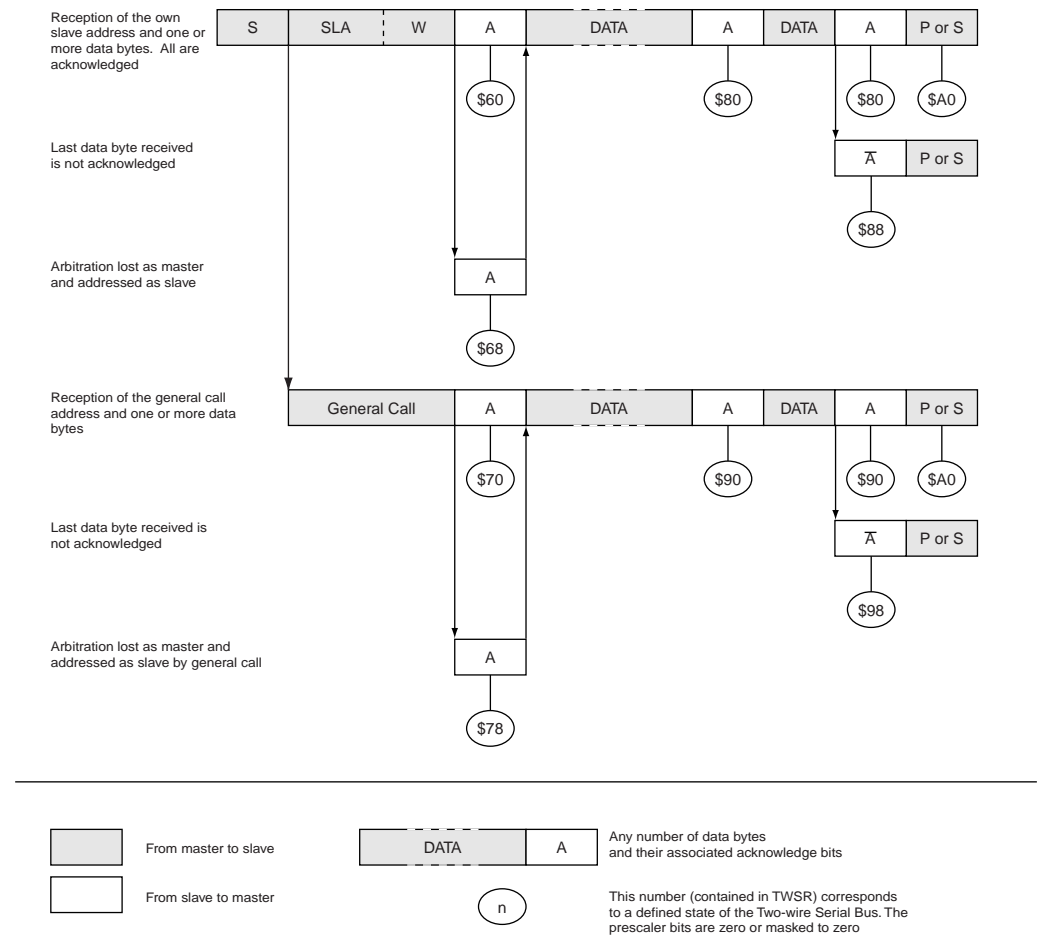 Reception of the own
slave address and one or
more data bytes. All are
acknowledged
S SLA W A DATA A DATA A P or S
$60 $80 $80 $A0
Last data byte received
is not acknowledged
A̅ P or S
$88
Arbitration lost as master
and addressed as slave
A
$68
Reception of the general call
address and one or more data
bytes
General Call A DATA A DATA A P or S
$70 $90 $90 $A0
Last data byte received is
not acknowledged
A̅ P or S
$98
Arbitration lost as master and
addressed as slave by general call
A
$78
From master to slave
DATA A
Any number of data bytes
and their associated acknowledge bits
From slave to master
n
This number (contained in TWSR) corresponds
to a defined state of the Two-wire Serial Bus. The
prescaler bits are zero or masked to zero